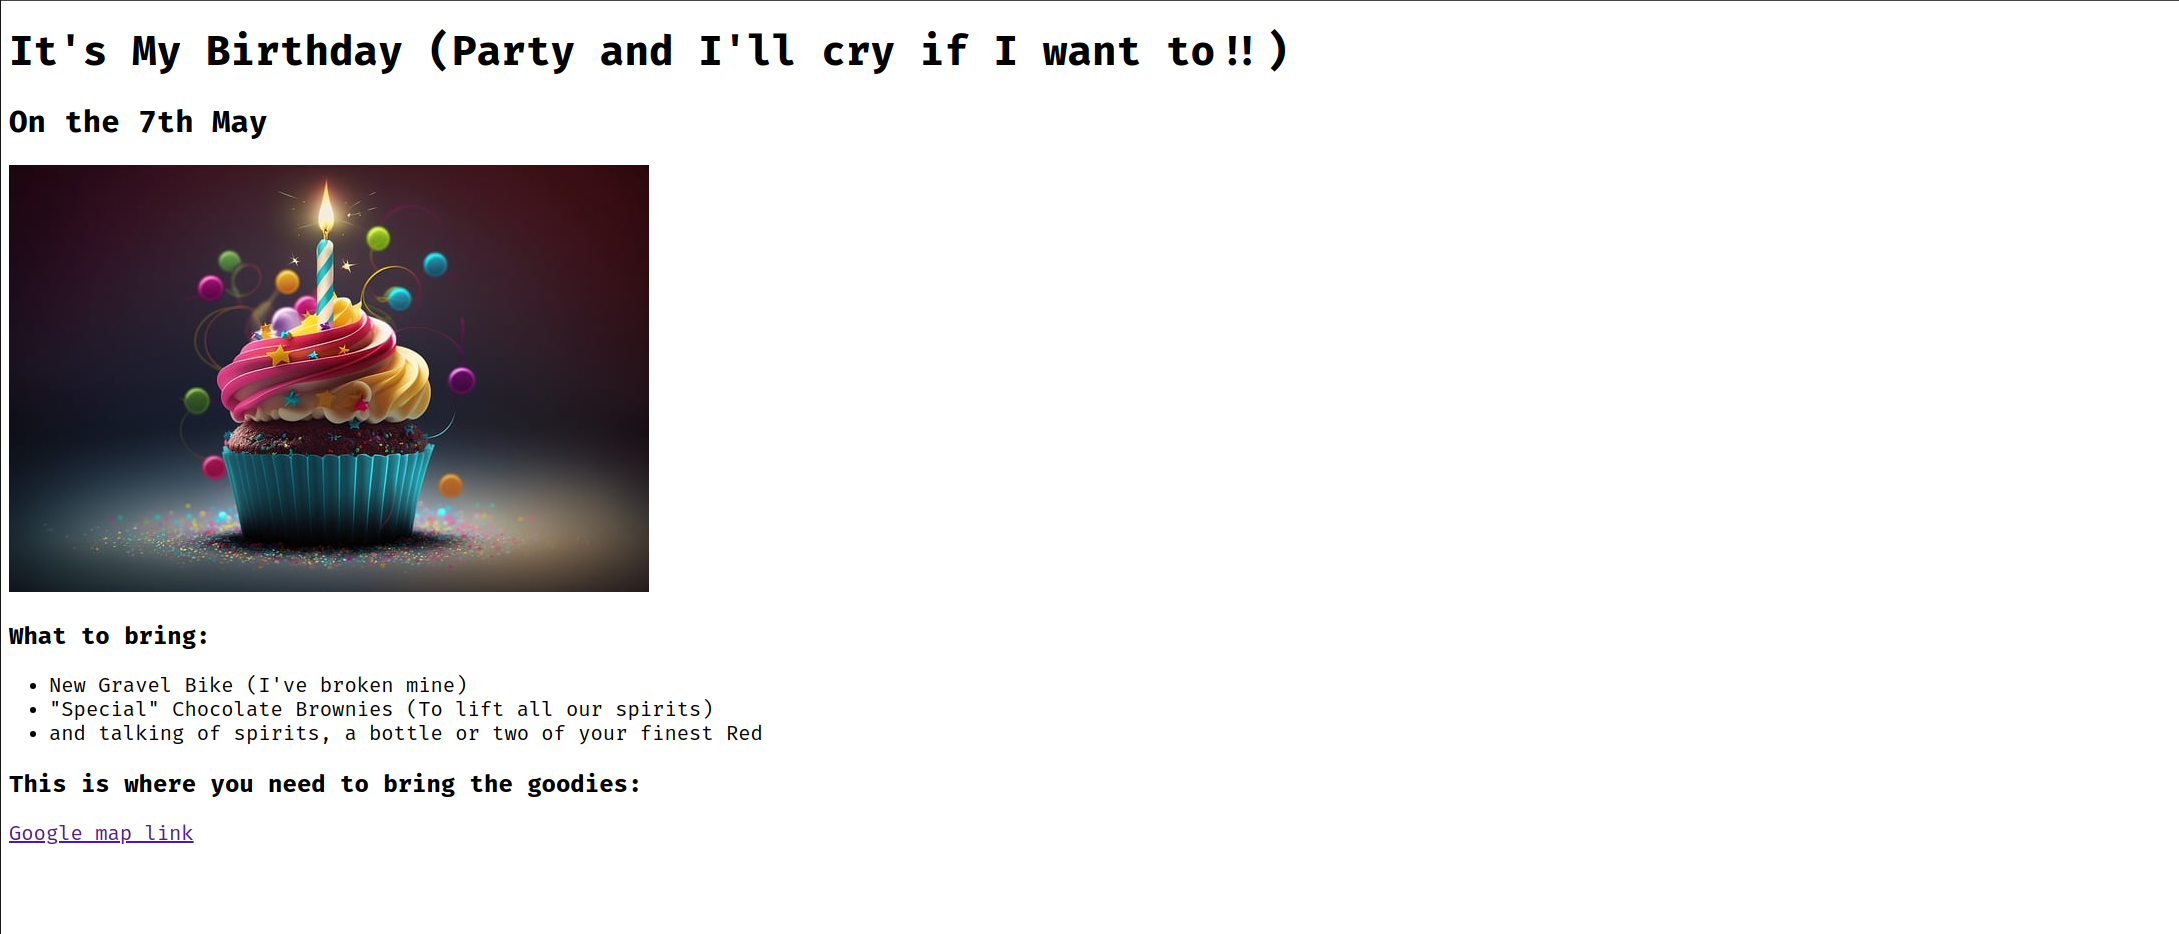 It's My Birthday (Party and I'll cry if I want to!!)
On the 7th May
What to bring:
New Gravel Bike (I've broken mine)
"Special" Chocolate Brownies (To lift all our spirits)
and talking of spirits, a bottle or two of your finest Red
This is where you need to bring the goodies:
Google map link